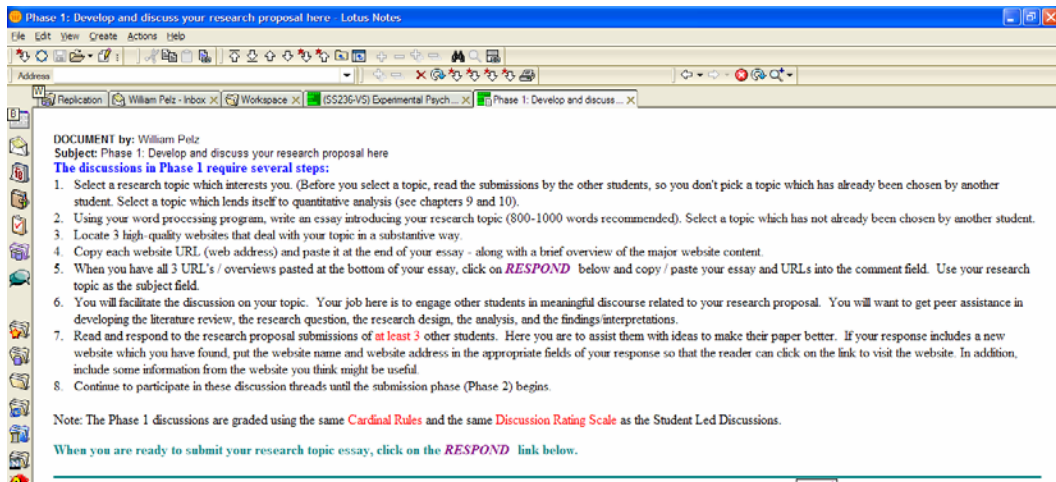 Phase 1: Develop and discuss your research proposal here - Lotus Notes
File Edit View Create Actions Help
Address
Replication William Pelz - Inbox Workspace (SS236-VS) Experimental Psych... Phase 1: Develop and discuss...
DOCUMENT by: William Pelz
Subject: Phase 1: Develop and discuss your research proposal here
The discussions in Phase 1 require several steps:
1. Select a research topic which interests you. (Before you select a topic, read the submissions by the other students, so you don't pick a topic which has already been chosen by another
student. Select a topic which lends itself to quantitative analysis (see chapters 9 and 10).
2. Using your word processing program, write an essay introducing your research topic (800-1000 words recommended). Select a topic which has not already been chosen by another student.
3. Locate 3 high-quality websites that deal with your topic in a substantive way.
4. Copy each website URL (web address) and paste it at the end of your essay - along with a brief overview of the major website content.
5. When you have all 3 URL's / overviews pasted at the bottom of your essay, click on RESPOND below and copy / paste your essay and URLs into the comment field. Use your research
topic as the subject field.
6. You will facilitate the discussion on your topic. Your job here is to engage other students in meaningful discourse related to your research proposal. You will want to get peer assistance in
developing the literature review, the research question, the research design, the analysis, and the findings/interpretations.
7. Read and respond to the research proposal submissions of at least 3 other students. Here you are to assist them with ideas to make their paper better. If your response includes a new
website which you have found, put the website name and website address in the appropriate fields of your response so that the reader can click on the link to visit the website. In addition,
include some information from the website you think might be useful.
8. Continue to participate in these discussion threads until the submission phase (Phase 2) begins.
Note: The Phase 1 discussions are graded using the same Cardinal Rules and the same Discussion Rating Scale as the Student Led Discussions.
When you are ready to submit your research topic essay, click on the RESPOND link below.